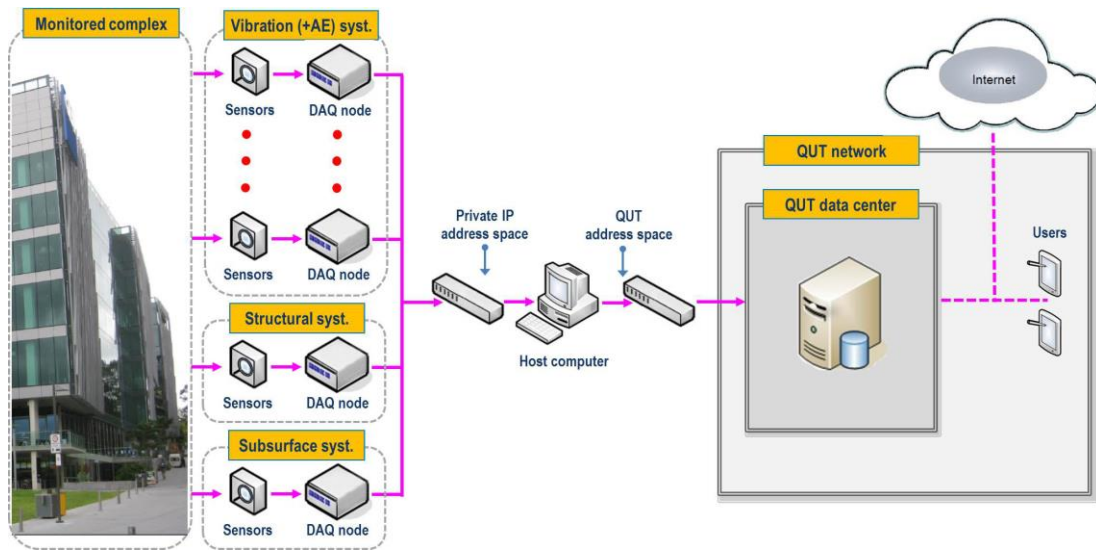 Monitored complex
Vibration (+AE) syst.
Sensors
DAQ node
Sensors
DAQ node
Structural syst.
Sensors
DAQ node
Subsurface syst.
Sensors
DAQ node
Private IP
address space
QUT
address space
Host computer
Internet
QUT network
QUT data center
Users